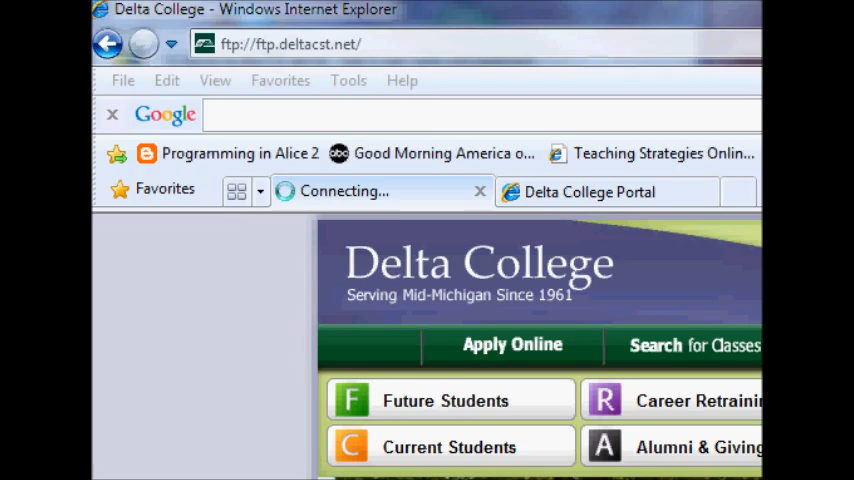 Delta College - Windows Internet Explorer
ftp://ftp.deltacst.net/
File Edit View Favorites Tools Help
x Google
Programming in Alice 2 abc Good Morning America o... Teaching Strategies Onlin...
Favorites Connecting... x Delta College Portal
Delta College
Serving Mid-Michigan Since 1961
Apply Online Search for Classes
F Future Students R Career Retrainin
C Current Students A Alumni & Giving